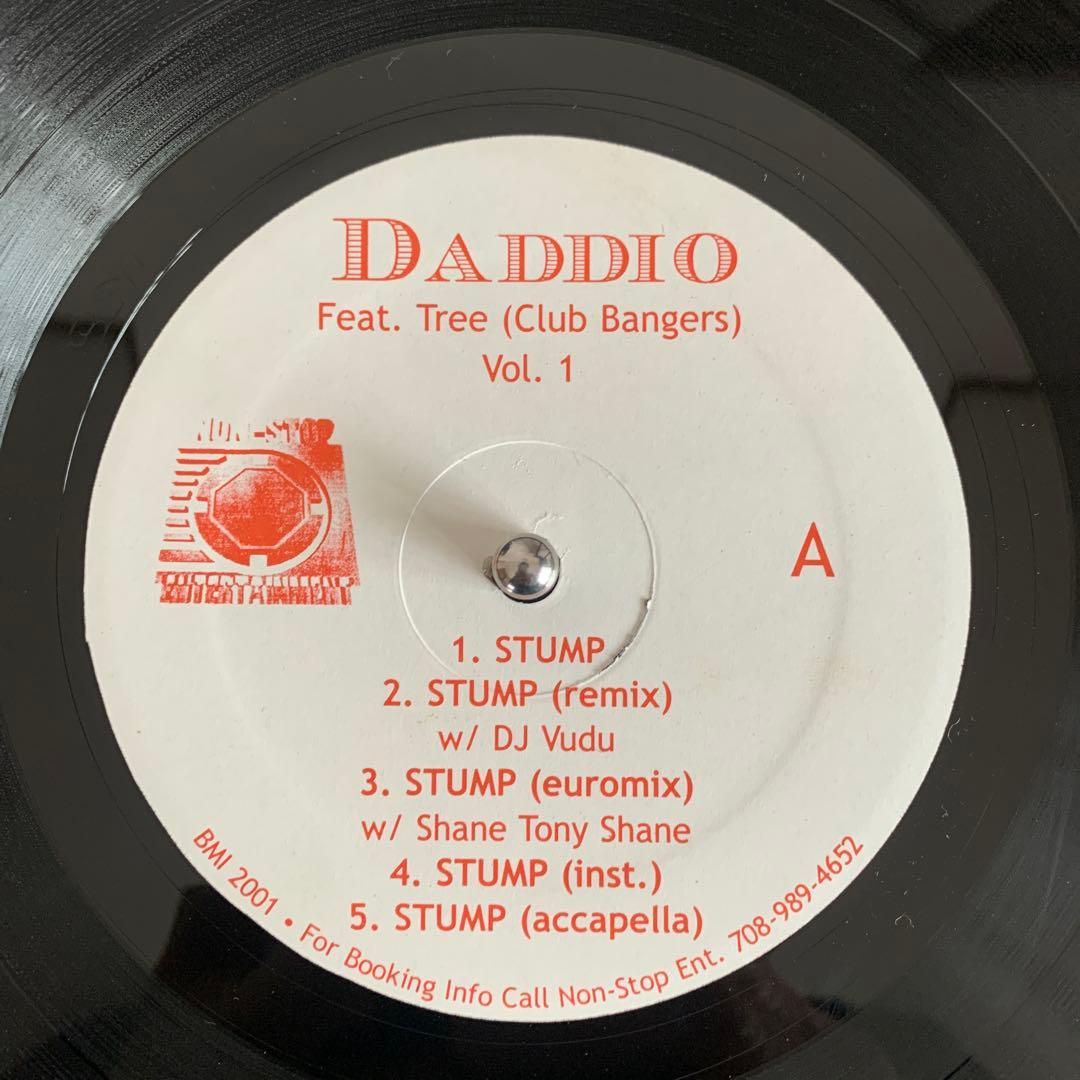 DADDIO
Feat. Tree (Club Bangers)
Vol. 1
NON-STOP
ENTERTAINMENT
A
1. STUMP
2. STUMP (remix)
w/ DJ Vudu
3. STUMP (euromix)
w/ Shane Tony Shane
4. STUMP (inst.)
5. STUMP (accapella)
BMI 2001 • For Booking Info Call Non-Stop Ent. 708-989-4652